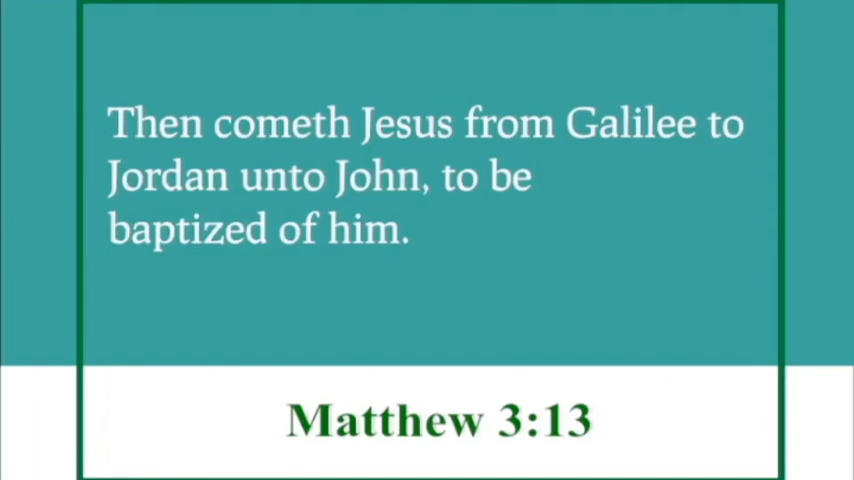 Then cometh Jesus from Galilee to
Jordan unto John, to be
baptized of him.
Matthew 3:13